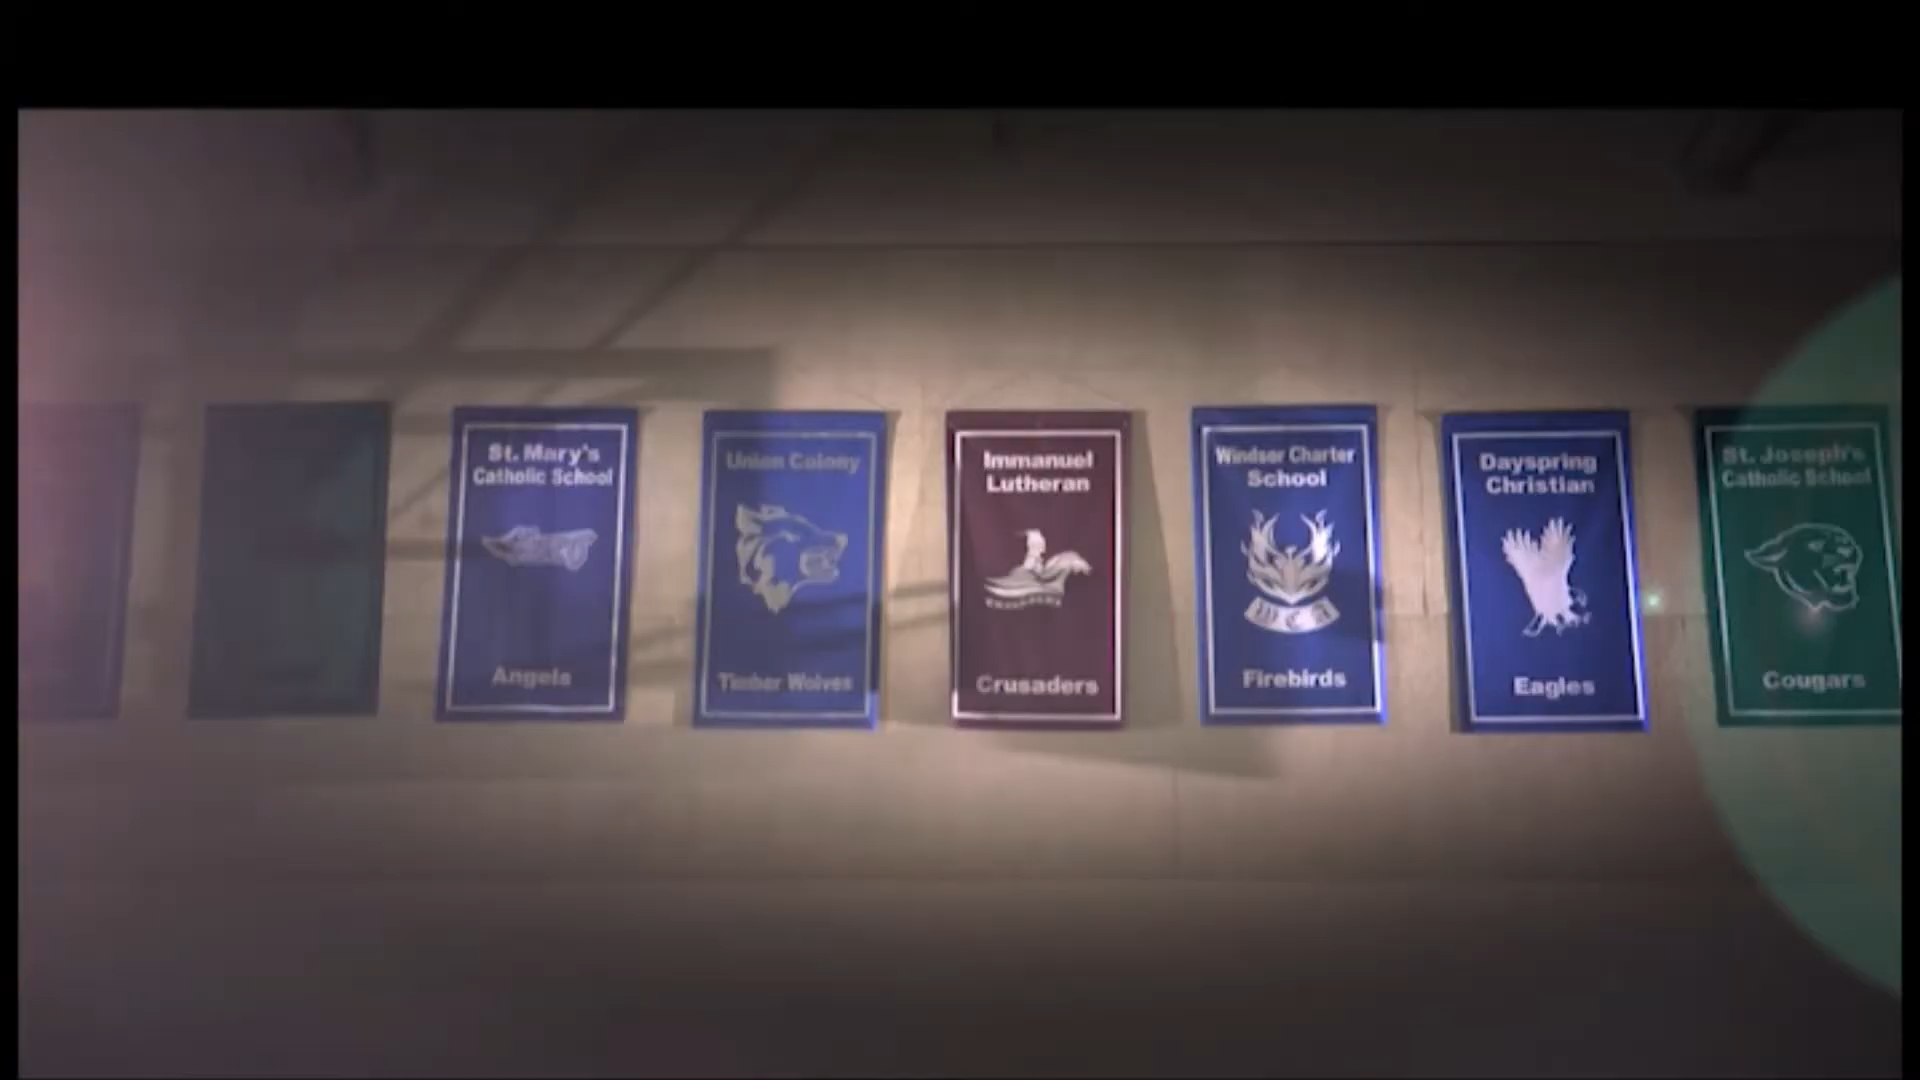 St. Mary's
Catholic School
Angels
Union Colony
Timber Wolves
Immanuel
Lutheran
Crusaders
Windsor Charter
School
WCA
Firebirds
Dayspring
Christian
Eagles
St. Joseph's
Catholic School
Cougars